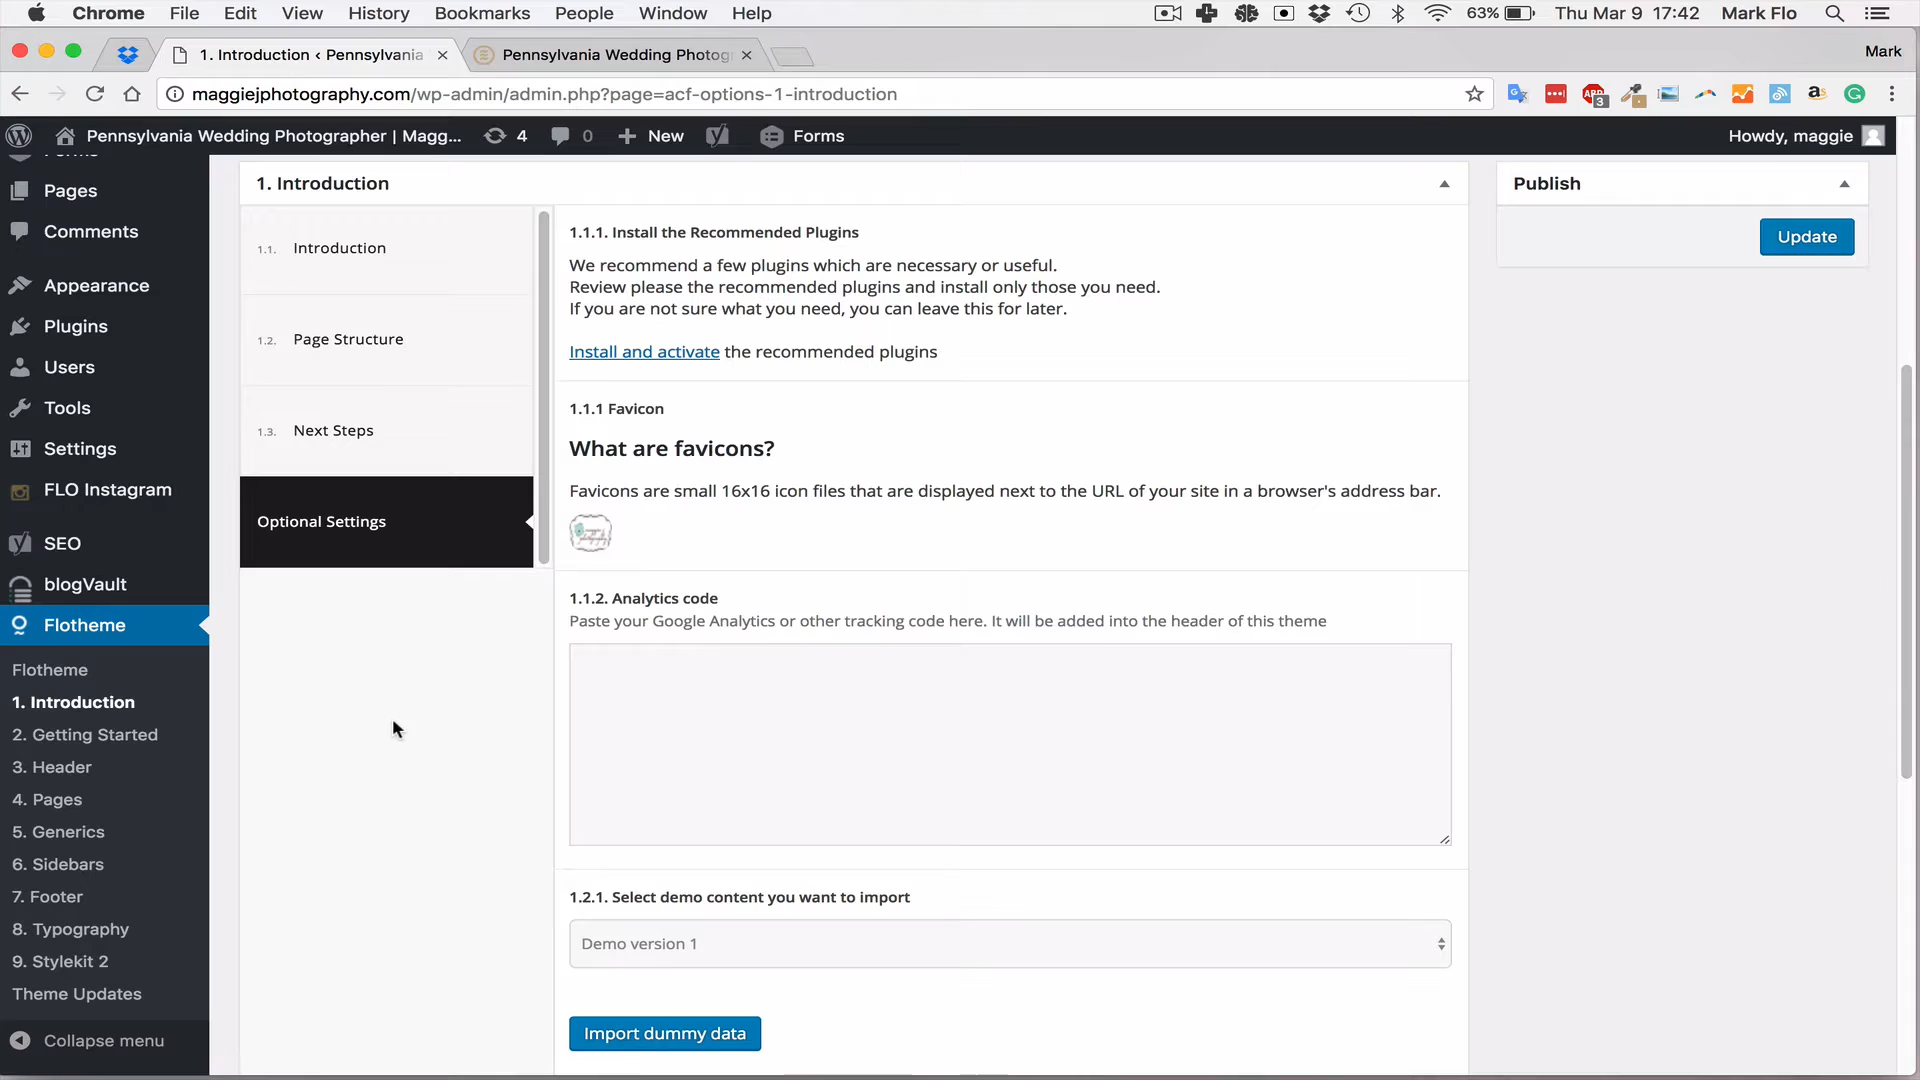 Chrome File Edit View History Bookmarks People Window Help 63% Thu Mar 9 17:42 Mark Flo
1. Introduction ‹ Pennsylvania
Pennsylvania Wedding Photog
Mark
maggiejphotography.com/wp-admin/admin.php?page=acf-options-1-introduction
Pennsylvania Wedding Photographer | Magg... 4 0 New Forms Howdy, maggie
Pages
Comments
Appearance
Plugins
Users
Tools
Settings
FLO Instagram
SEO
blogVault
Flotheme
Flotheme
1. Introduction
2. Getting Started
3. Header
4. Pages
5. Generics
6. Sidebars
7. Footer
8. Typography
9. Stylekit 2
Theme Updates
Collapse menu
1. Introduction
1.1. Introduction
1.2. Page Structure
1.3. Next Steps
Optional Settings
1.1.1. Install the Recommended Plugins
We recommend a few plugins which are necessary or useful.
Review please the recommended plugins and install only those you need.
If you are not sure what you need, you can leave this for later.
Install and activate the recommended plugins
1.1.1 Favicon
What are favicons?
Favicons are small 16x16 icon files that are displayed next to the URL of your site in a browser's address bar.
1.1.2. Analytics code
Paste your Google Analytics or other tracking code here. It will be added into the header of this theme
1.2.1. Select demo content you want to import
Demo version 1
Import dummy data
Publish
Update